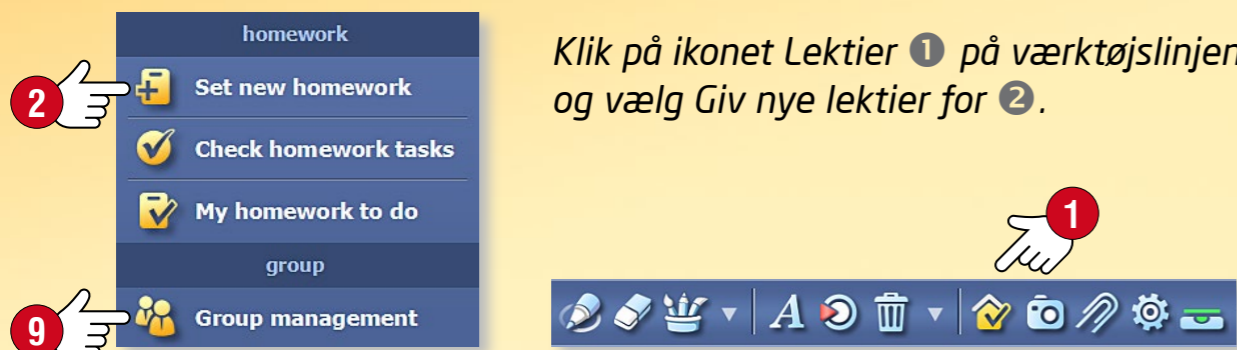 homework
2 Set new homework
Check homework tasks
My homework to do
group
9 Group management
Klik på ikonet Lektier ❶ på værktøjslinjen
og vælg Giv nye lektier for ❷.
1
A